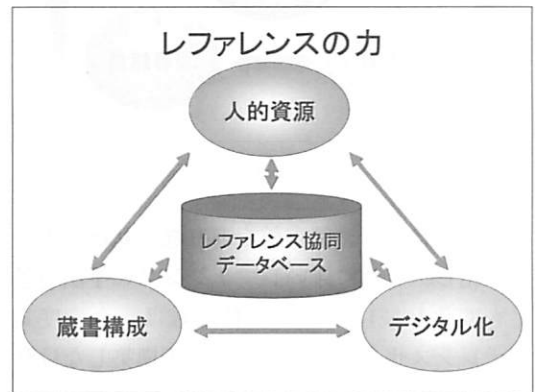 レファレンスの力
人的資源
レファレンス協同
データベース
蔵書構成
デジタル化